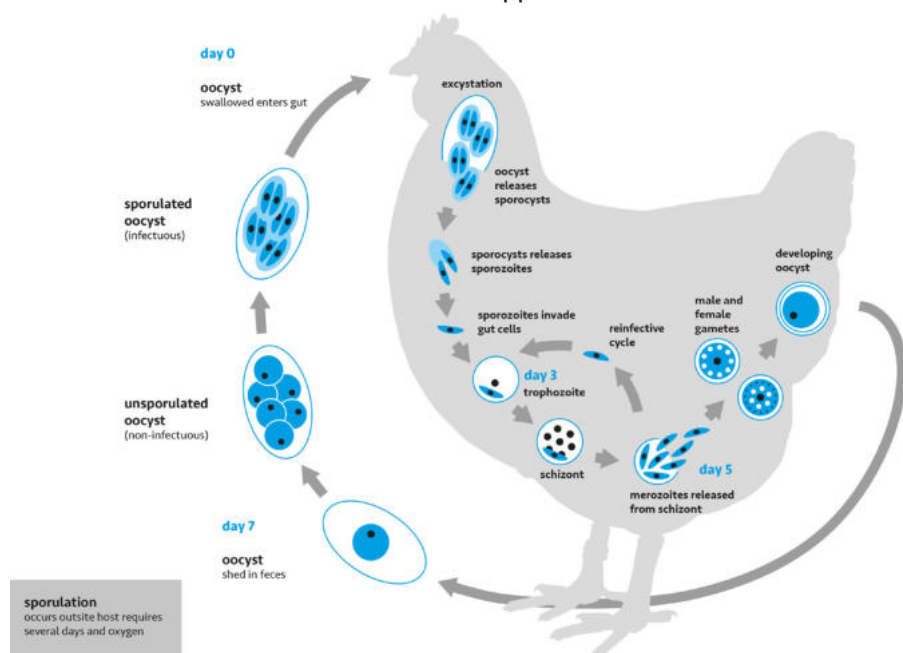 day 0
oocyst
swallowed enters gut
excystation
oocyst
releases
sporocysts
sporulated
oocyst
(infectuous)
sporocysts releases
sporozoites
developing
oocyst
sporozoites invade
gut cells
reinfective
cycle
male and
female
gametes
day 3
trophozoite
unsporulated
oocyst
(non-infectuous)
schizont
day 5
merozoites released
from schizont
day 7
oocyst
shed in feces
sporulation
occurs outsite host requires
several days and oxygen